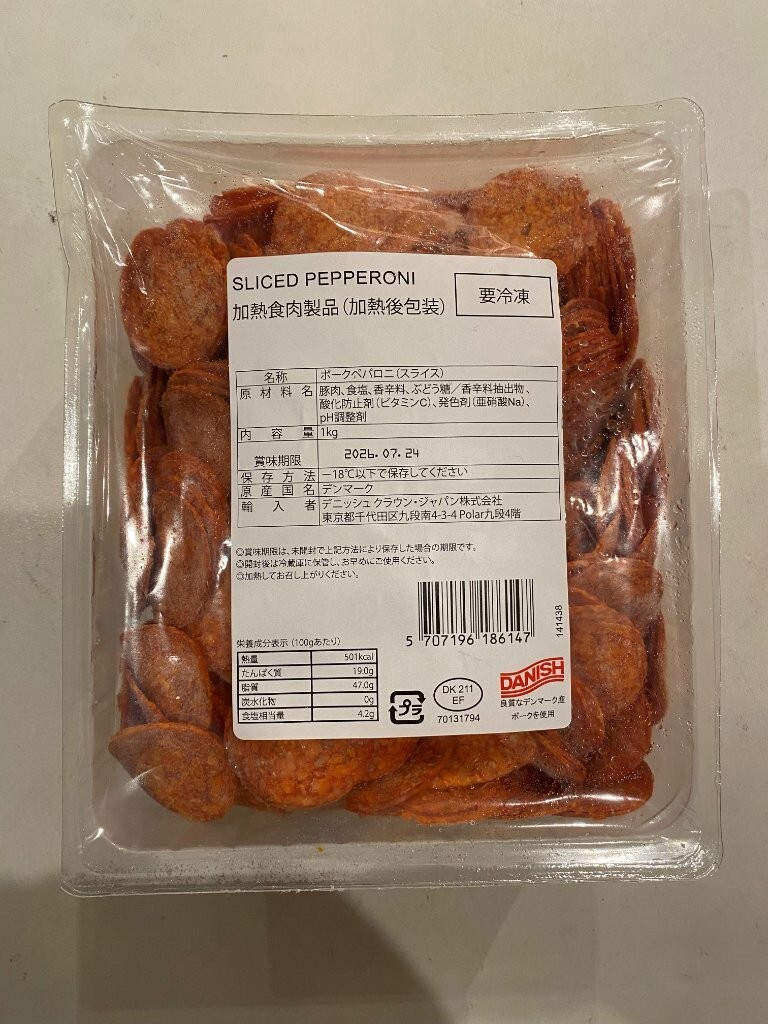 SLICED PEPPERONI
加熱食肉製品（加熱後包装）
要冷凍
名称 ポークペパロニ（スライス）
原材料名 豚肉、食塩、香辛料、ぶどう糖／香辛料抽出物、
酸化防止剤（ビタミンC）、発色剤（亜硝酸Na）、
pH調整剤
内容量 1kg
賞味期限 2026.07.24
保存方法 －18℃以下で保存してください
原産国名 デンマーク
輸入者 デニッシュ クラウン・ジャパン株式会社
東京都千代田区九段南4-3-4 Polar九段4階
◎賞味期限は、未開封で上記方法により保存した場合の期限です。
◎開封後は冷蔵庫に保管し、お早めにご使用ください。
◎加熱してお召し上がりください。
5 707196 186147
141438
栄養成分表示（100gあたり）
熱量 501kcal
たんぱく質 19.0g
脂質 47.0g
炭水化物 0g
食塩相当量 4.2g
プラ
DK 211
EF
70131794
DANISH
良質なデンマーク産
ポークを使用